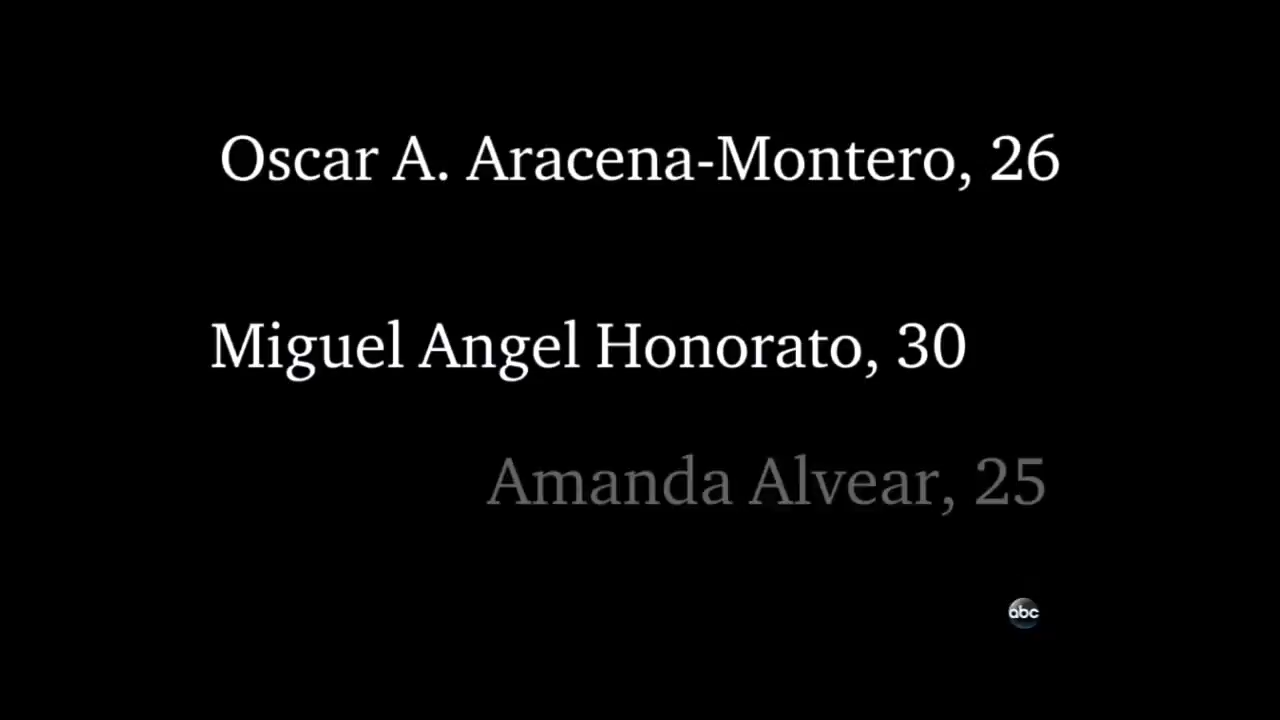 Oscar A. Aracena-Montero, 26
Miguel Angel Honorato, 30
Amanda Alvear, 25
abc